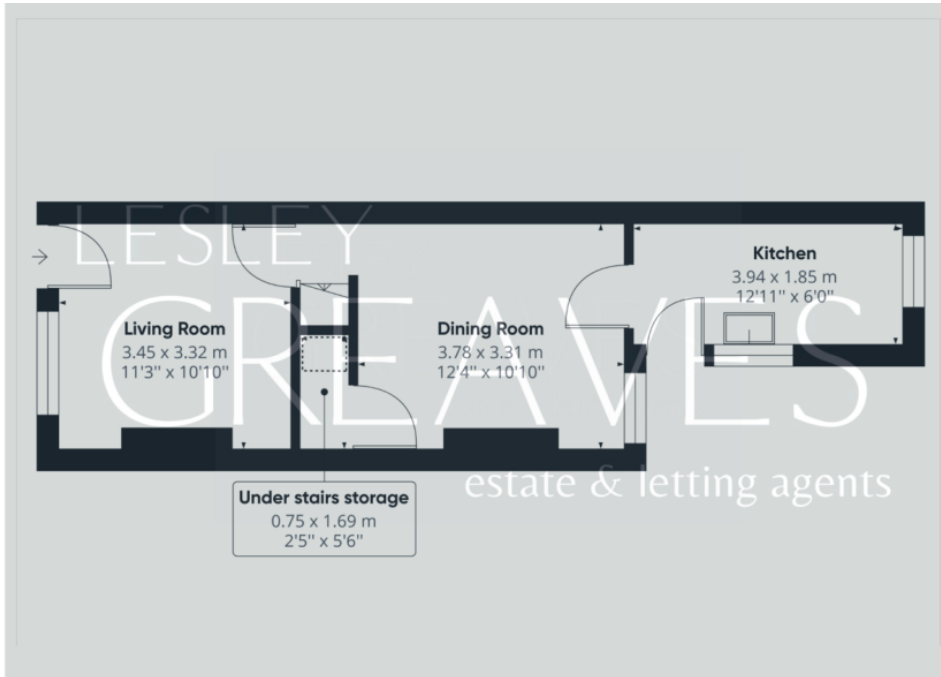 LESLEY
GREAVES
estate & letting agents
Kitchen
3.94 x 1.85 m
12'11" x 6'0"
Living Room
3.45 x 3.32 m
11'3" x 10'10"
Dining Room
3.78 x 3.31 m
12'4" x 10'10"
Under stairs storage
0.75 x 1.69 m
2'5" x 5'6"